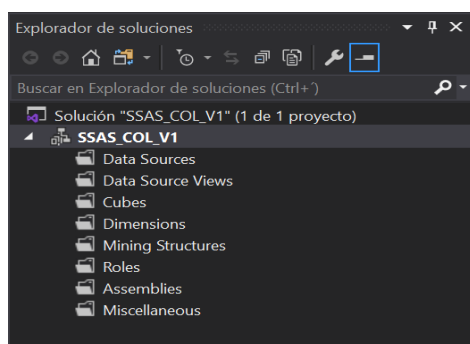 Explorador de soluciones
Buscar en Explorador de soluciones (Ctrl+´)
Solución "SSAS_COL_V1" (1 de 1 proyecto)
SSAS_COL_V1
Data Sources
Data Source Views
Cubes
Dimensions
Mining Structures
Roles
Assemblies
Miscellaneous